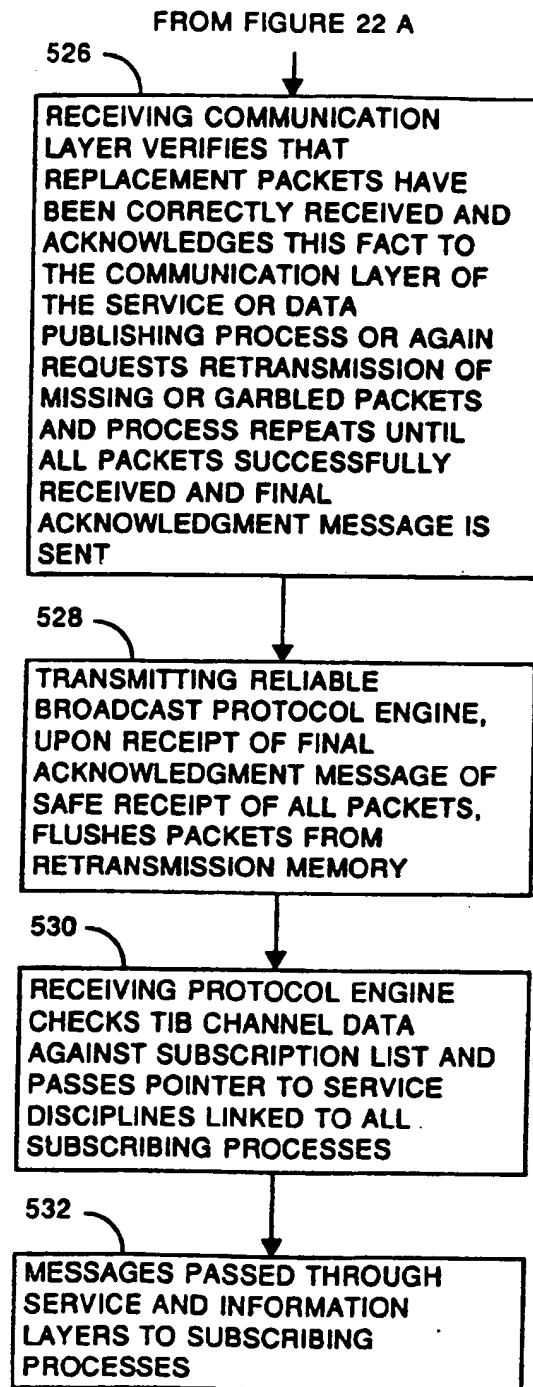 FROM FIGURE 22 A
526
RECEIVING COMMUNICATION
LAYER VERIFIES THAT
REPLACEMENT PACKETS HAVE
BEEN CORRECTLY RECEIVED AND
ACKNOWLEDGES THIS FACT TO
THE COMMUNICATION LAYER OF
THE SERVICE OR DATA
PUBLISHING PROCESS OR AGAIN
REQUESTS RETRANSMISSION OF
MISSING OR GARBLED PACKETS
AND PROCESS REPEATS UNTIL
ALL PACKETS SUCCESSFULLY
RECEIVED AND FINAL
ACKNOWLEDGMENT MESSAGE IS
SENT
528
TRANSMITTING RELIABLE
BROADCAST PROTOCOL ENGINE,
UPON RECEIPT OF FINAL
ACKNOWLEDGMENT MESSAGE OF
SAFE RECEIPT OF ALL PACKETS,
FLUSHES PACKETS FROM
RETRANSMISSION MEMORY
530
RECEIVING PROTOCOL ENGINE
CHECKS TIB CHANNEL DATA
AGAINST SUBSCRIPTION LIST AND
PASSES POINTER TO SERVICE
DISCIPLINES LINKED TO ALL
SUBSCRIBING PROCESSES
532
MESSAGES PASSED THROUGH
SERVICE AND INFORMATION
LAYERS TO SUBSCRIBING
PROCESSES